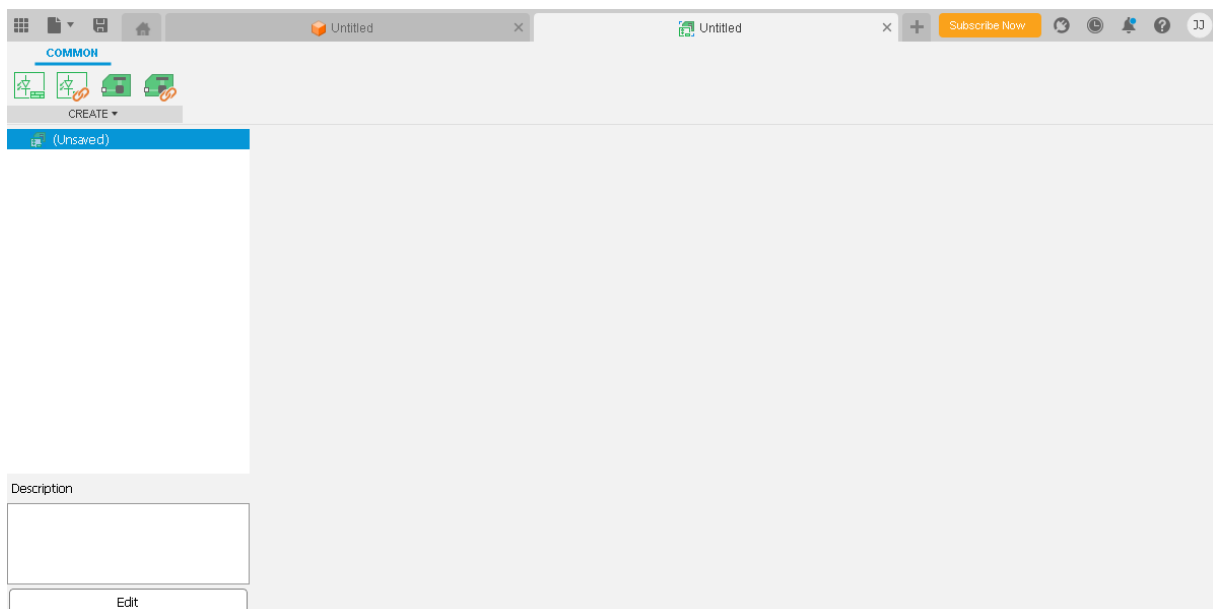 Untitled
Untitled
Subscribe Now
JJ
COMMON
CREATE
(Unsaved)
Description
Edit